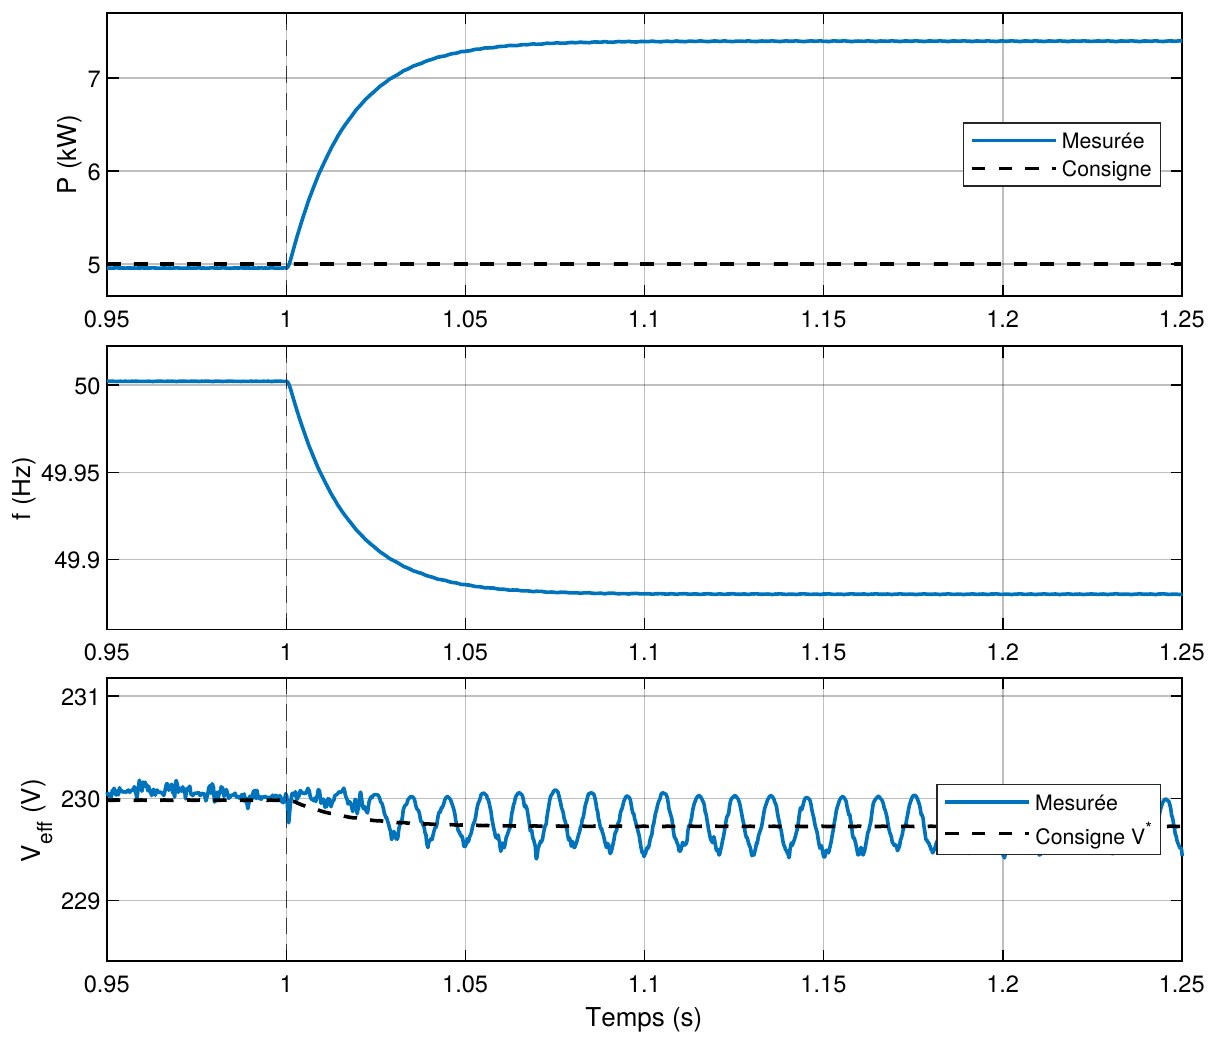 7
6
5
P (kW)
Mesurée
Consigne
0.95 1 1.05 1.1 1.15 1.2 1.25
50
49.95
49.9
f (Hz)
0.95 1 1.05 1.1 1.15 1.2 1.25
231
230
229
V_eff (V)
Mesurée
Consigne V*
0.95 1 1.05 1.1 1.15 1.2 1.25
Temps (s)